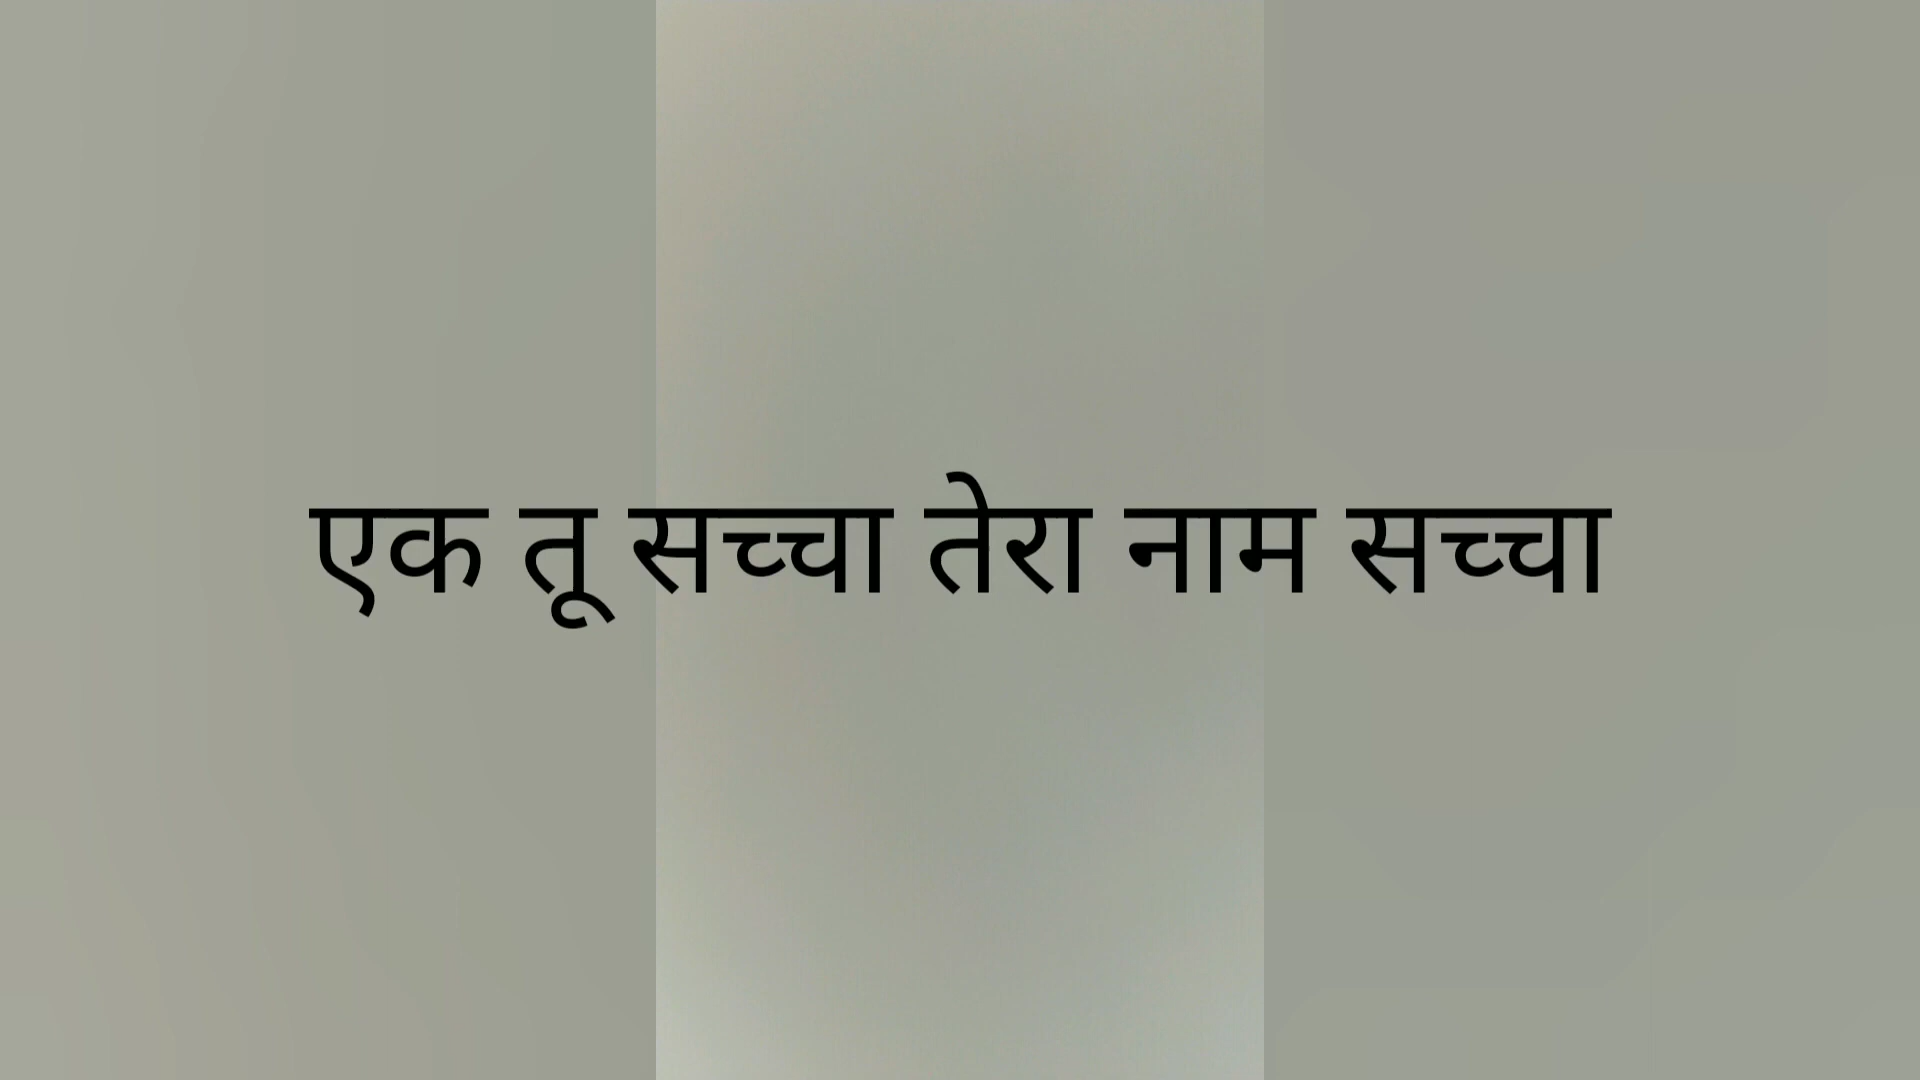 एक तू सच्चा तेरा नाम सच्चा